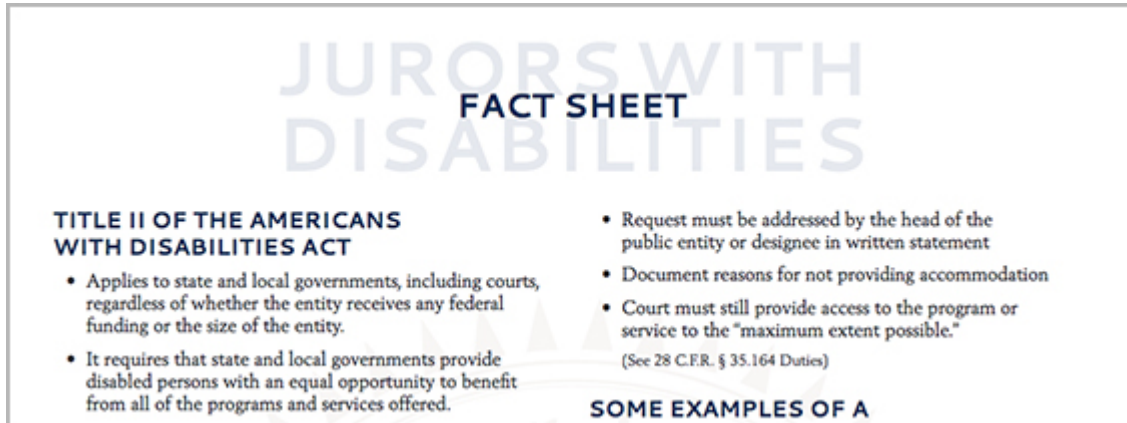 JURORS WITH
FACT SHEET
DISABILITIES
TITLE II OF THE AMERICANS
WITH DISABILITIES ACT
• Applies to state and local governments, including courts,
regardless of whether the entity receives any federal
funding or the size of the entity.
• It requires that state and local governments provide
disabled persons with an equal opportunity to benefit
from all of the programs and services offered.
• Request must be addressed by the head of the
public entity or designee in written statement
• Document reasons for not providing accommodation
• Court must still provide access to the program or
service to the “maximum extent possible.”
(See 28 C.F.R. § 35.164 Duties)
SOME EXAMPLES OF A